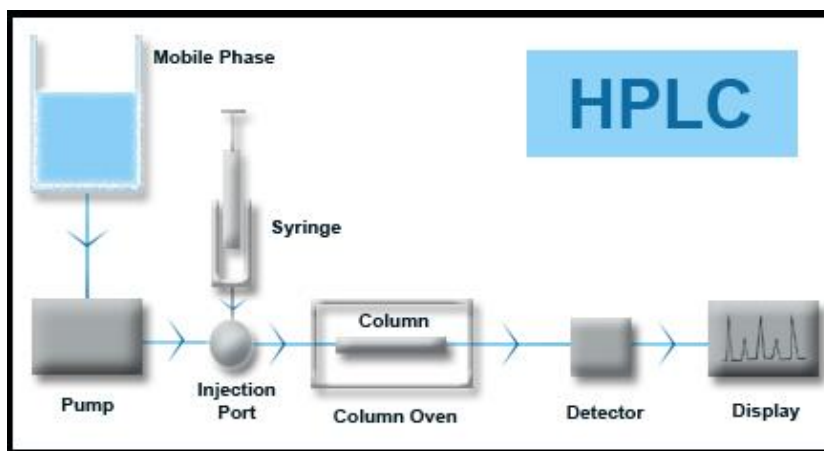 Mobile Phase
HPLC
Syringe
Column
Pump
Injection
Port
Column Oven
Detector
Display